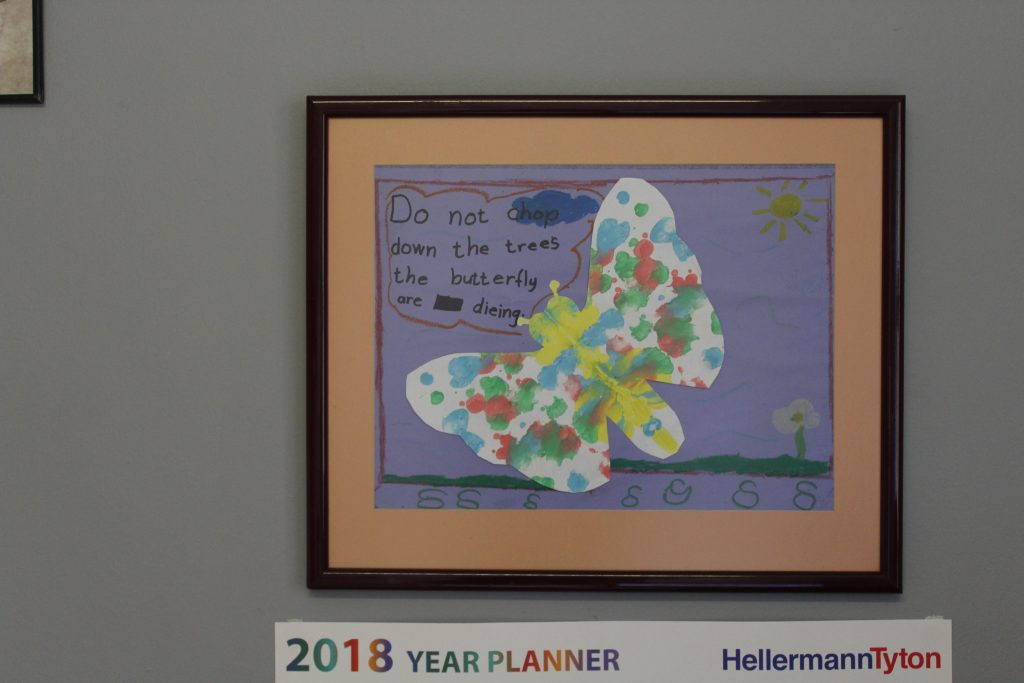 Do not chop
down the trees
the butterfly
are dieing.
2018 YEAR PLANNER HellermannTyton